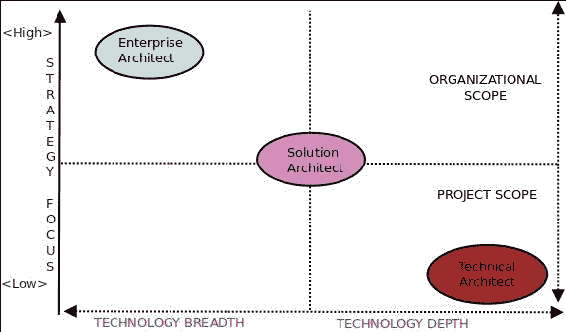 <High>
Enterprise
Architect
STRATEGY FOCUS
ORGANIZATIONAL
SCOPE
Solution
Architect
PROJECT SCOPE
Technical
Architect
<Low>
TECHNOLOGY BREADTH
TECHNOLOGY DEPTH